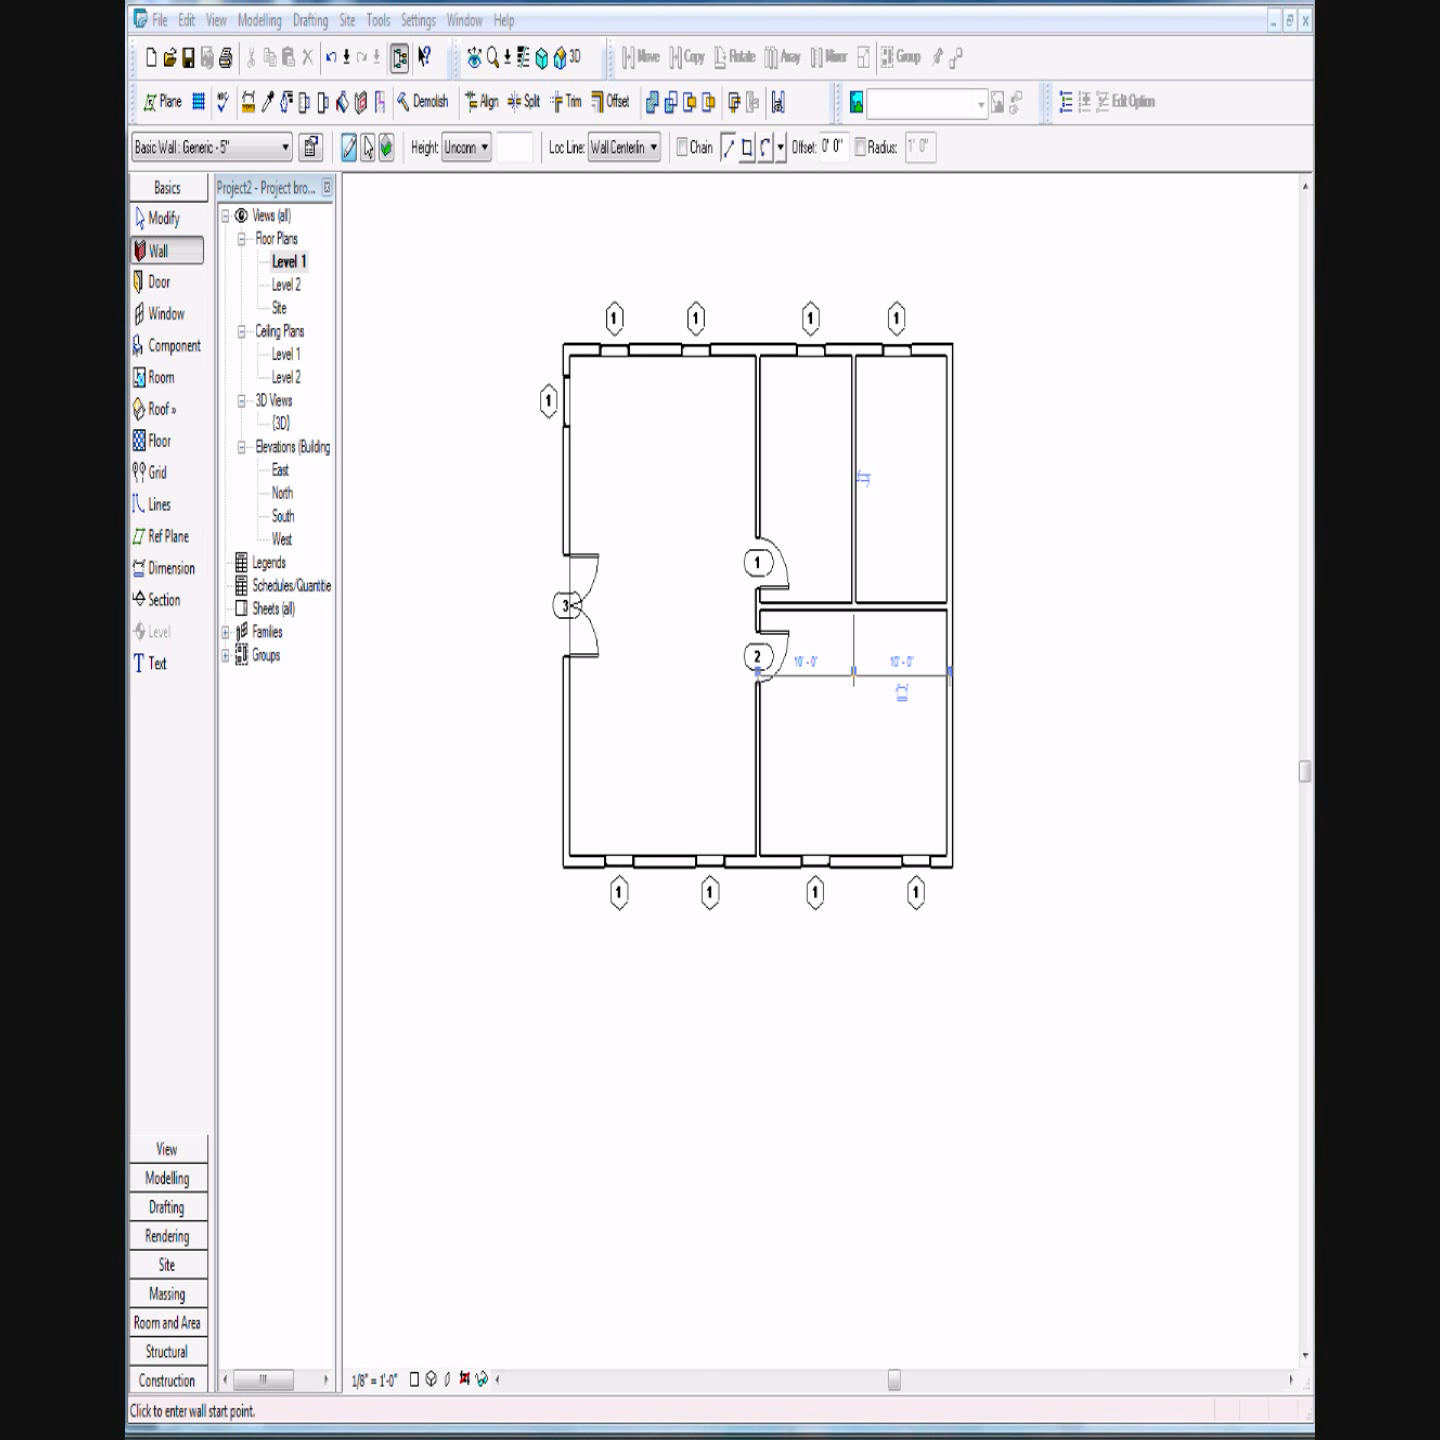 File Edit View Modelling Drafting Site Tools Settings Window Help
3D Move Copy Rotate Array Mirror Group
Plane Demolish Align Split Trim Offset Edit Option
Basic Wall : Generic - 5" Height: Unconn Loc Line: Wall Centerlin Chain Offset: 0' 0" Radius: 1' 0"
Basics
Modify
Wall
Door
Window
Component
Room
Roof »
Floor
Grid
Lines
Ref Plane
Dimension
Section
Level
Text
View
Modelling
Drafting
Rendering
Site
Massing
Room and Area
Structural
Construction
Project2 - Project bro...
Views (all)
Floor Plans
Level 1
Level 2
Site
Ceiling Plans
Level 1
Level 2
3D Views
{3D}
Elevations (Building
East
North
South
West
Legends
Schedules/Quantitie
Sheets (all)
Families
Groups
1 1 1 1
1
1
3
2
10' - 0" 10' - 0"
1 1 1 1
1/8" = 1'-0"
Click to enter wall start point.